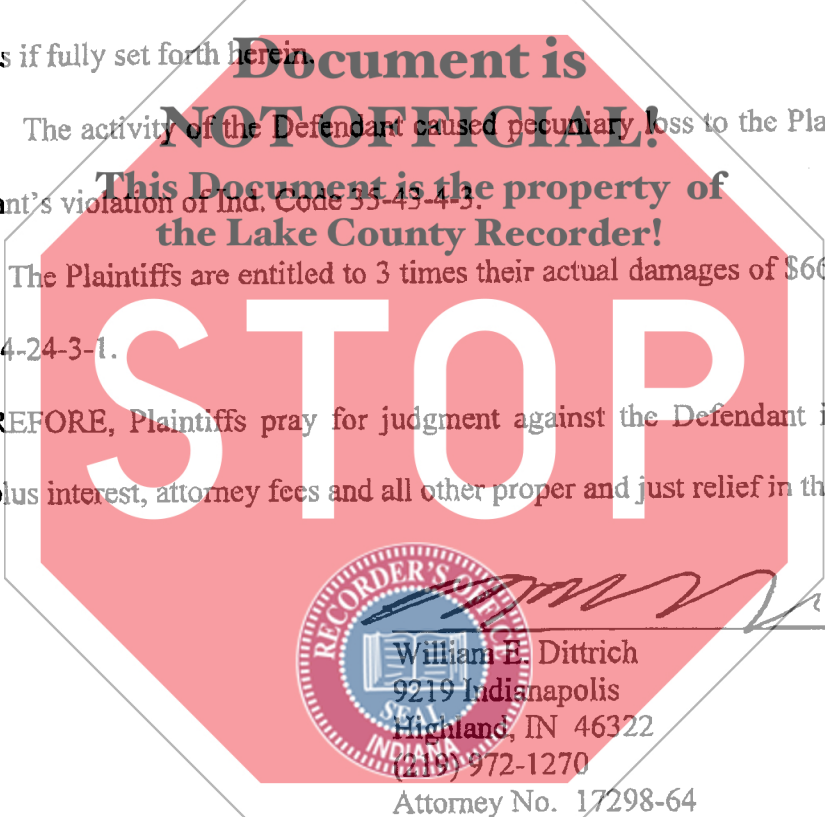 s if fully set forth herein.
Document is
NOT OFFICIAL!
The activity of the Defendant caused pecuniary loss to the Pla
This Document is the property of
nt's violation of Ind. Code 35-43-4-3.
the Lake County Recorder!
The Plaintiffs are entitled to 3 times their actual damages of $66
STOP
4-24-3-1.
REFORE, Plaintiffs pray for judgment against the Defendant i
lus interest, attorney fees and all other proper and just relief in th
RECORDER'S OFFICE
SEAL
INDIANA
William E. Dittrich
9219 Indianapolis
Highland, IN 46322
(219) 972-1270
Attorney No. 17298-64